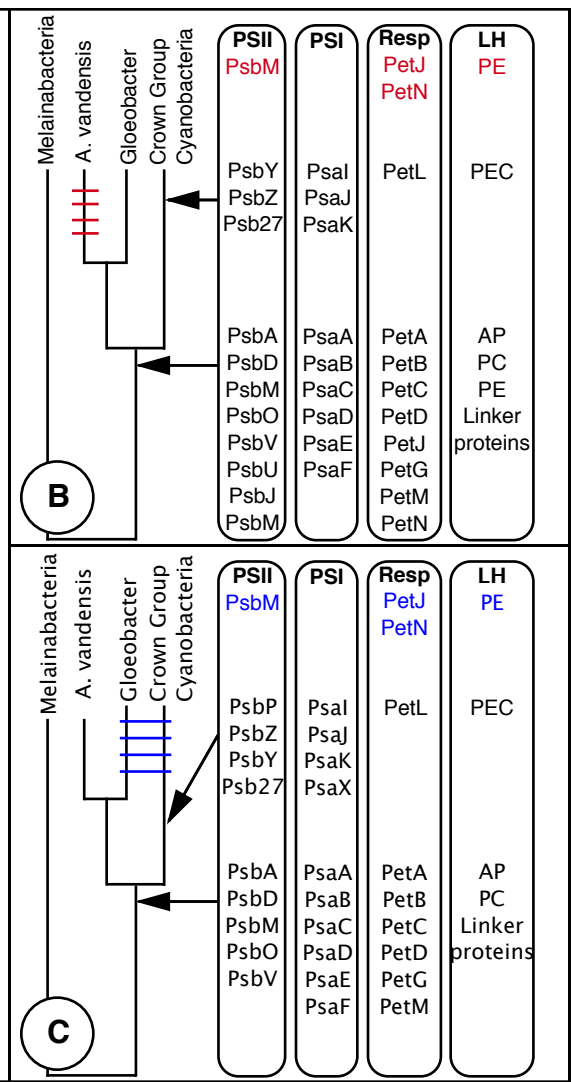 Melainabacteria
A. vandensis
Gloeobacter
Crown Group
Cyanobacteria
PSII PSI Resp LH
PsbM PetJ PE
PetN
PsbY PsaI PetL PEC
PsbZ PsaJ
Psb27 PsaK
PsbA PsaA PetA AP
PsbD PsaB PetB PC
PsbM PsaC PetC PE
PsbO PsaD PetD Linker
PsbV PsaE PetJ proteins
PsbU PsaF PetG
PsbJ PetM
PsbM PetN
B
Melainabacteria
A. vandensis
Gloeobacter
Crown Group
Cyanobacteria
PSII PSI Resp LH
PsbM PetJ PE
PetN
PsbP PsaI PetL PEC
PsbZ PsaJ
PsbY PsaK
Psb27 PsaX
PsbA PsaA PetA AP
PsbD PsaB PetB PC
PsbM PsaC PetC Linker
PsbO PsaD PetD proteins
PsbV PsaE PetG
PsaF PetM
C